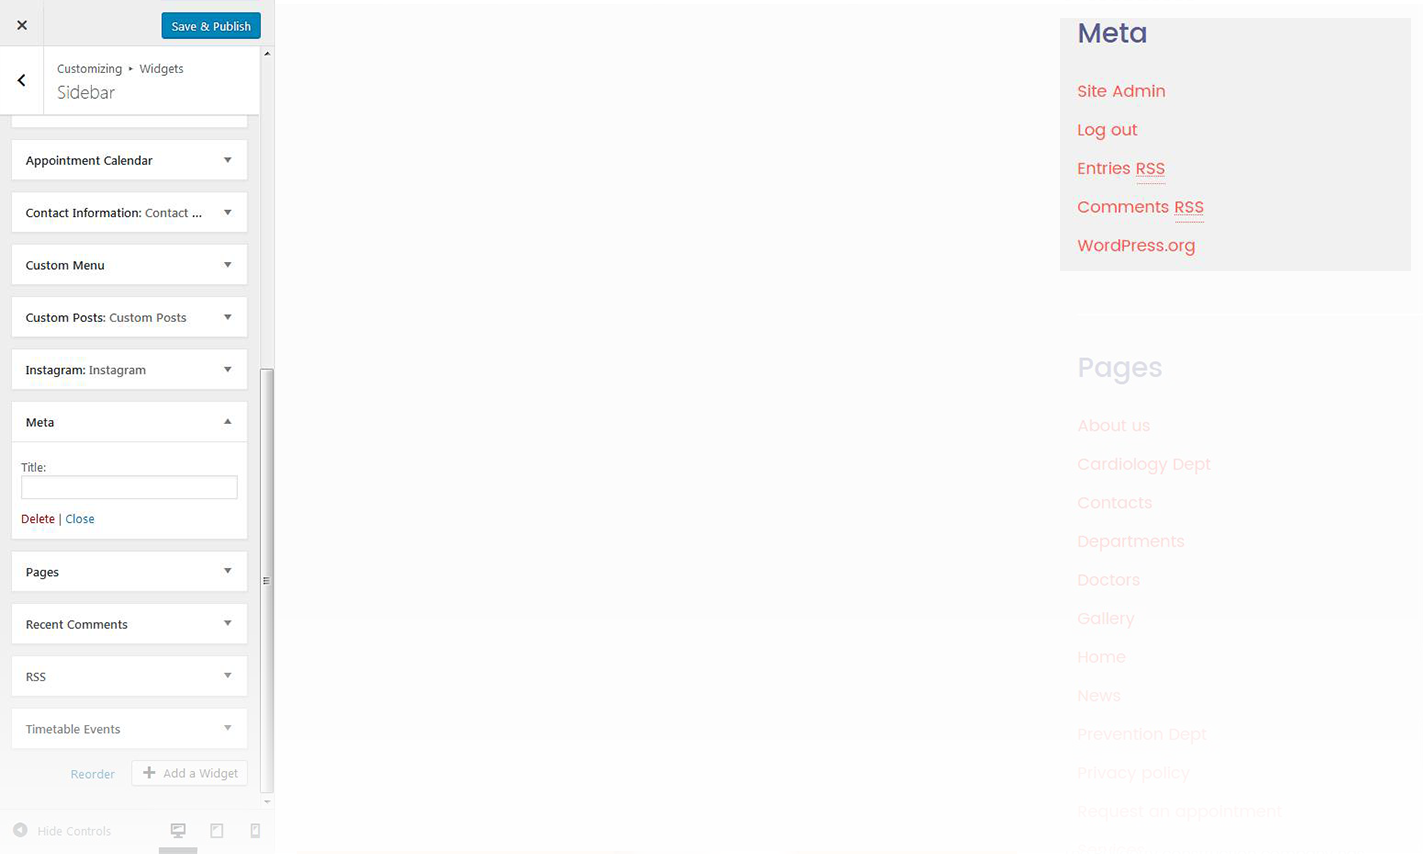 Save & Publish
Customizing ▸ Widgets
Sidebar
Appointment Calendar
Contact Information: Contact ...
Custom Menu
Custom Posts: Custom Posts
Instagram: Instagram
Meta
Title:
Delete | Close
Pages
Recent Comments
RSS
Timetable Events
Reorder
Add a Widget
Hide Controls
Meta
Site Admin
Log out
Entries RSS
Comments RSS
WordPress.org
Pages
About us
Cardiology Dept
Contacts
Departments
Doctors
Gallery
Home
News
Prevention Dept
Privacy policy
Request an appointment